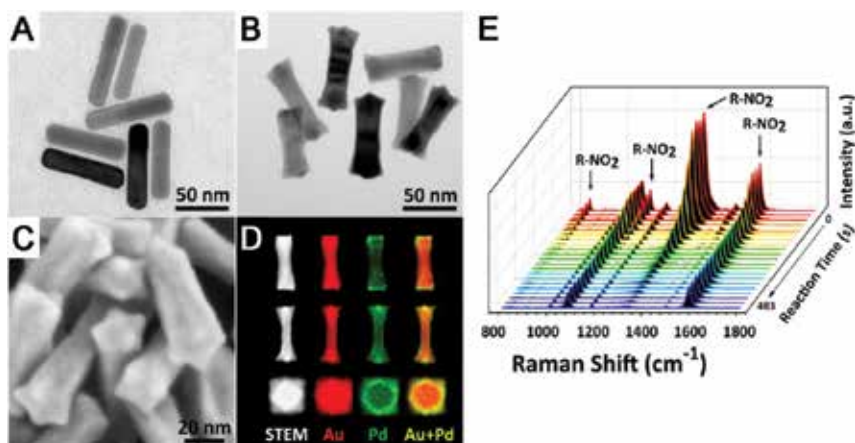 A
50 nm
B
50 nm
C
20 nm
D
STEM Au Pd Au+Pd
E
R-NO2
R-NO2
R-NO2
R-NO2
Intensity (a.u.)
0
Reaction Time (s)
483
800 1000 1200 1400 1600 1800
Raman Shift (cm-1)